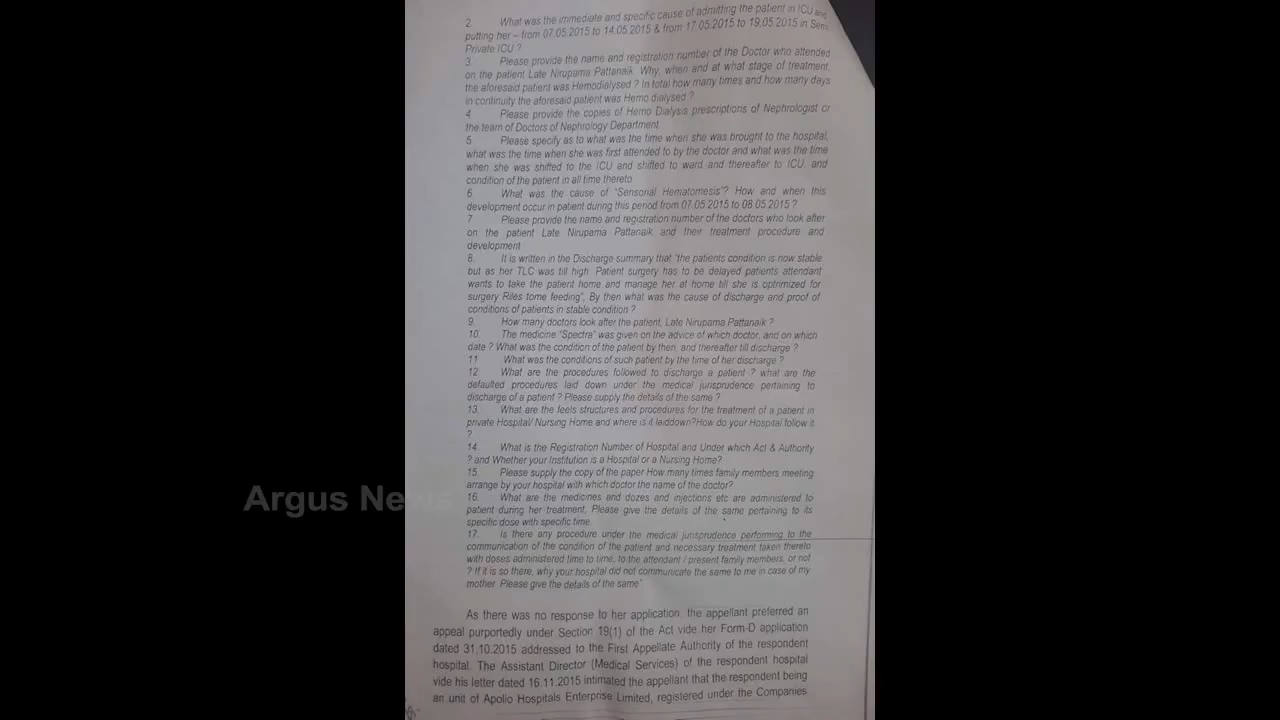 2. What was the immediate and specific cause of admitting the patient in ICU and
putting her – from 07.05.2015 to 14.05.2015 & from 17.05.2015 to 19.05.2015 in Semi
Private ICU ?
3. Please provide the name and registration number of the Doctor who attended
on the patient Late Nirupama Pattanaik. Why, when and at what stage of treatment,
the aforesaid patient was Hemodialysed ? In total how many times and how many days
in continuity the aforesaid patient was Hemo dialysed ?
4 Please provide the copies of Hemo Dialysis prescriptions of Nephrologist or
the team of Doctors of Nephrology Department.
5 Please specify as to what was the time when she was brought to the hospital,
what was the time when she was first attended to by the doctor and what was the time
when she was shifted to the ICU and shifted to ward and thereafter to ICU, and
condition of the patient in all time thereto
6 What was the cause of "Sensorial Hematomesis"? How and when this
development occur in patient during this period from 07.05.2015 to 08.05.2015 ?
7 Please provide the name and registration number of the doctors who look after
on the patient Late Nirupama Pattanaik and their treatment procedure and
development
8. It is written in the Discharge summary that "the patients condition is now stable
but as her TLC was till high. Patient surgery has to be delayed patients attendant
wants to take the patient home and manage her at home till she is optrimized for
surgery Riles tome feeding", By then what was the cause of discharge and proof of
conditions of patients in stable condition ?
9. How many doctors look after the patient, Late Nirupama Pattanaik ?
10. The medicine "Spectra" was given on the advice of which doctor, and on which
date ? What was the condition of the patient by then, and thereafter till discharge ?
11 What was the conditions of such patient by the time of her discharge ?
12. What are the procedures followed to discharge a patient ? what are the
defaulted procedures laid down under the medical jurisprudence pertaining to
discharge of a patient ? Please supply the details of the same ?
13. What are the feels structures and procedures for the treatment of a patient in
private Hospital/ Nursing Home and where is it laiddown?How do your Hospital follow it
?
14. What is the Registration Number of Hospital and Under which Act & Authority
? and Whether your Institution is a Hospital or a Nursing Home?
15. Please supply the copy of the paper How many times family members meeting
arrange by your hospital with which doctor the name of the doctor?
16. What are the medicines and dozes and injections etc are administered to
patient during her treatment. Please give the details of the same pertaining to its
specific dose with specific time.
17. Is there any procedure under the medical jurisprudence performing to the
communication of the condition of the patient and necessary treatment taken thereto
with doses administered time to time, to the attendant / present family members, or not
? If it is so there, why your hospital did not communicate the same to me in case of my
mother. Please give the details of the same"
As there was no response to her application, the appellant preferred an
appeal purportedly under Section 19(1) of the Act vide her Form-D application
dated 31.10.2015 addressed to the First Appellate Authority of the respondent
hospital. The Assistant Director (Medical Services) of the respondent hospital
vide his letter dated 16.11.2015 intimated the appellant that the respondent being
an unit of Apollo Hospitals Enterprise Limited, registered under the Companies
Argus News